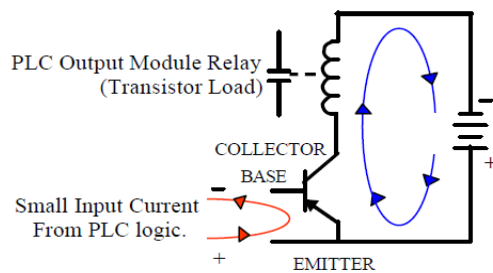 PLC Output Module Relay
(Transistor Load)
-
+
COLLECTOR
BASE
-
Small Input Current
From PLC logic.
+
EMITTER